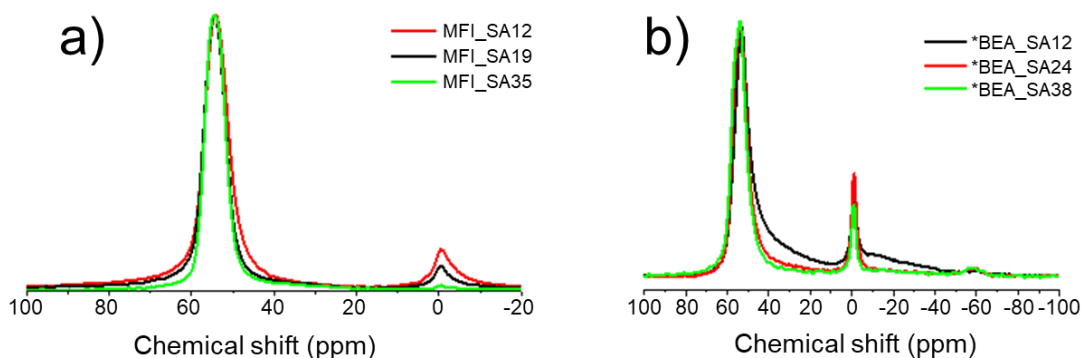 a)
MFI_SA12
MFI_SA19
MFI_SA35
100 80 60 40 20 0 -20
Chemical shift (ppm)
b)
*BEA_SA12
*BEA_SA24
*BEA_SA38
100 80 60 40 20 0 -20 -40 -60 -80 -100
Chemical shift (ppm)